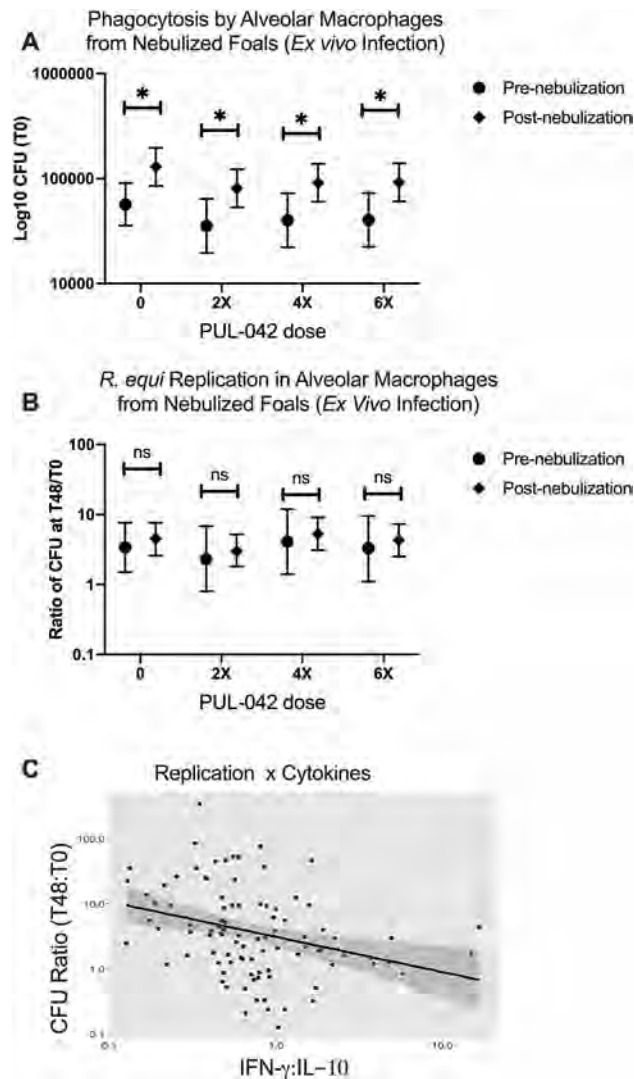 A
Phagocytosis by Alveolar Macrophages
from Nebulized Foals (Ex vivo Infection)
1000000
100000
10000
Log10 CFU (T0)
* * * *
0 2X 4X 6X
PUL-042 dose
Pre-nebulization
Post-nebulization
B
R. equi Replication in Alveolar Macrophages
from Nebulized Foals (Ex Vivo Infection)
100
10
1
0.1
Ratio of CFU at T48/T0
ns ns ns ns
0 2X 4X 6X
PUL-042 dose
Pre-nebulization
Post-nebulization
C
Replication x Cytokines
100.0
10.0
1.0
0.1
CFU Ratio (T48:T0)
0.1 1.0 10.0
IFN-γ:IL-10